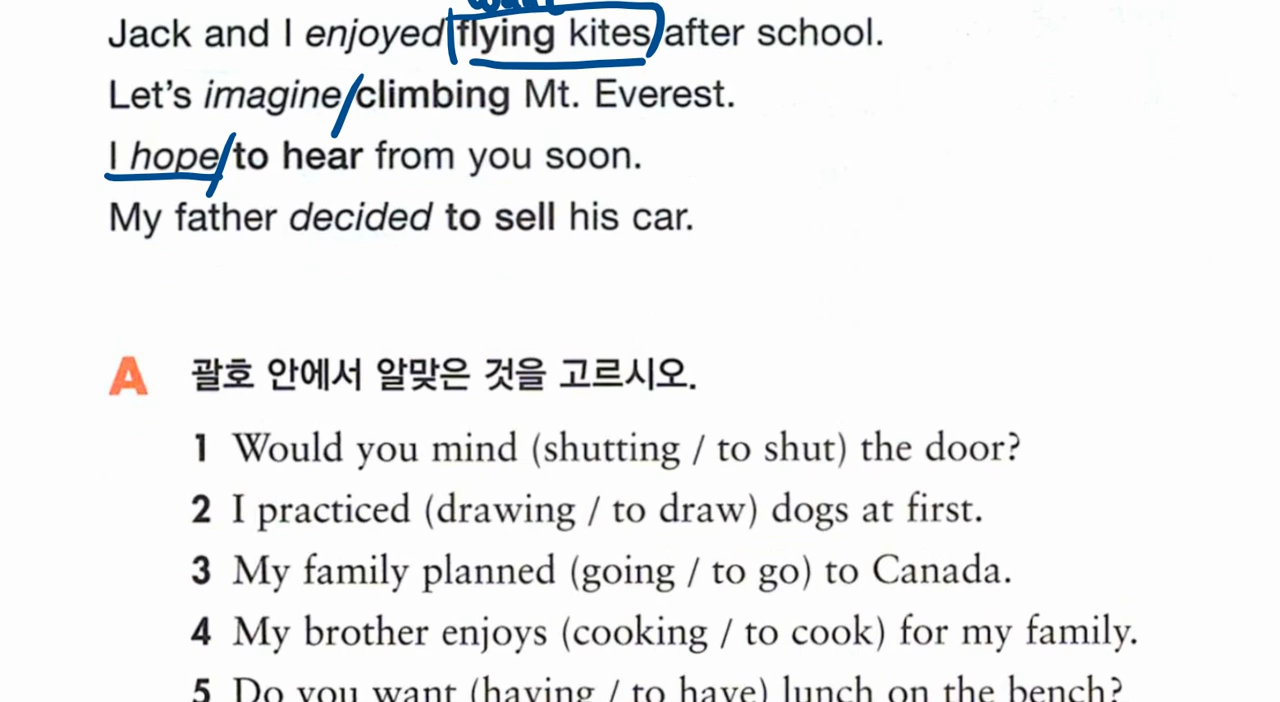 Jack and I enjoyed flying kites after school.
Let's imagine climbing Mt. Everest.
I hope to hear from you soon.
My father decided to sell his car.
A 괄호 안에서 알맞은 것을 고르시오.
1 Would you mind (shutting / to shut) the door?
2 I practiced (drawing / to draw) dogs at first.
3 My family planned (going / to go) to Canada.
4 My brother enjoys (cooking / to cook) for my family.
5 Do you want (having / to have) lunch on the bench?